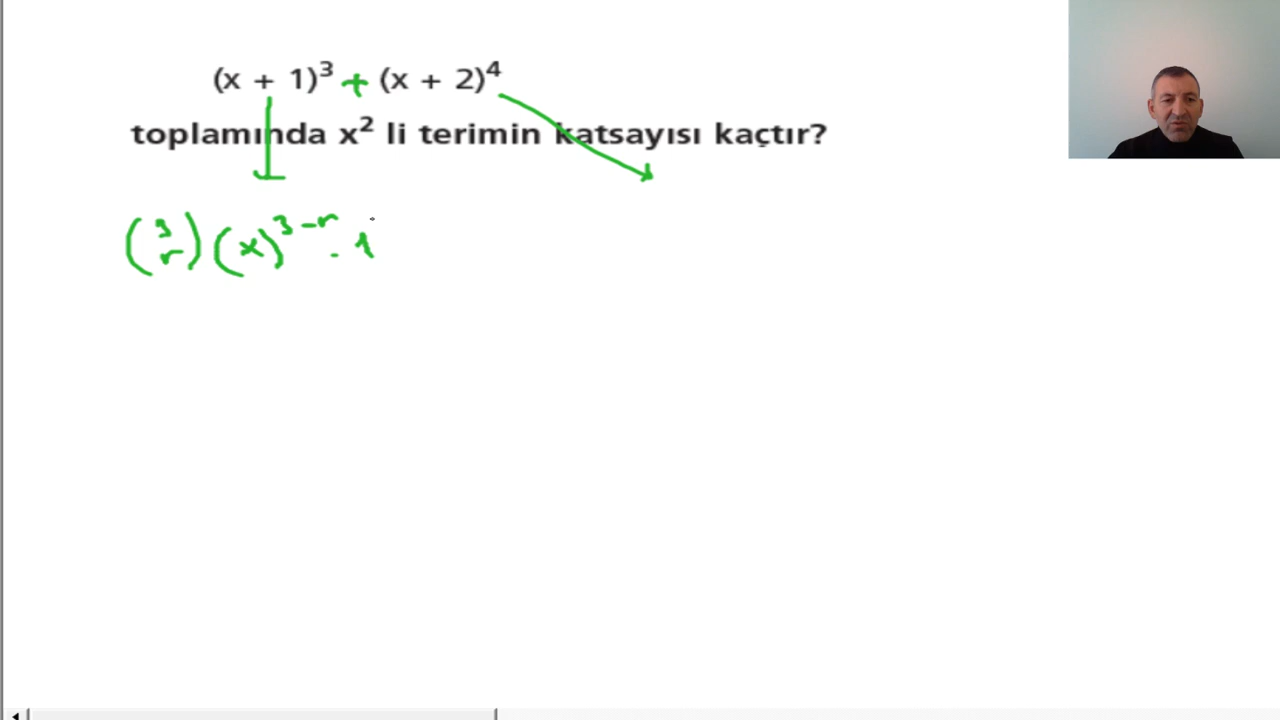 (x + 1)³ + (x + 2)⁴
toplamında x² li terimin katsayısı kaçtır?
(3 r) (x)³⁻ʳ . 1